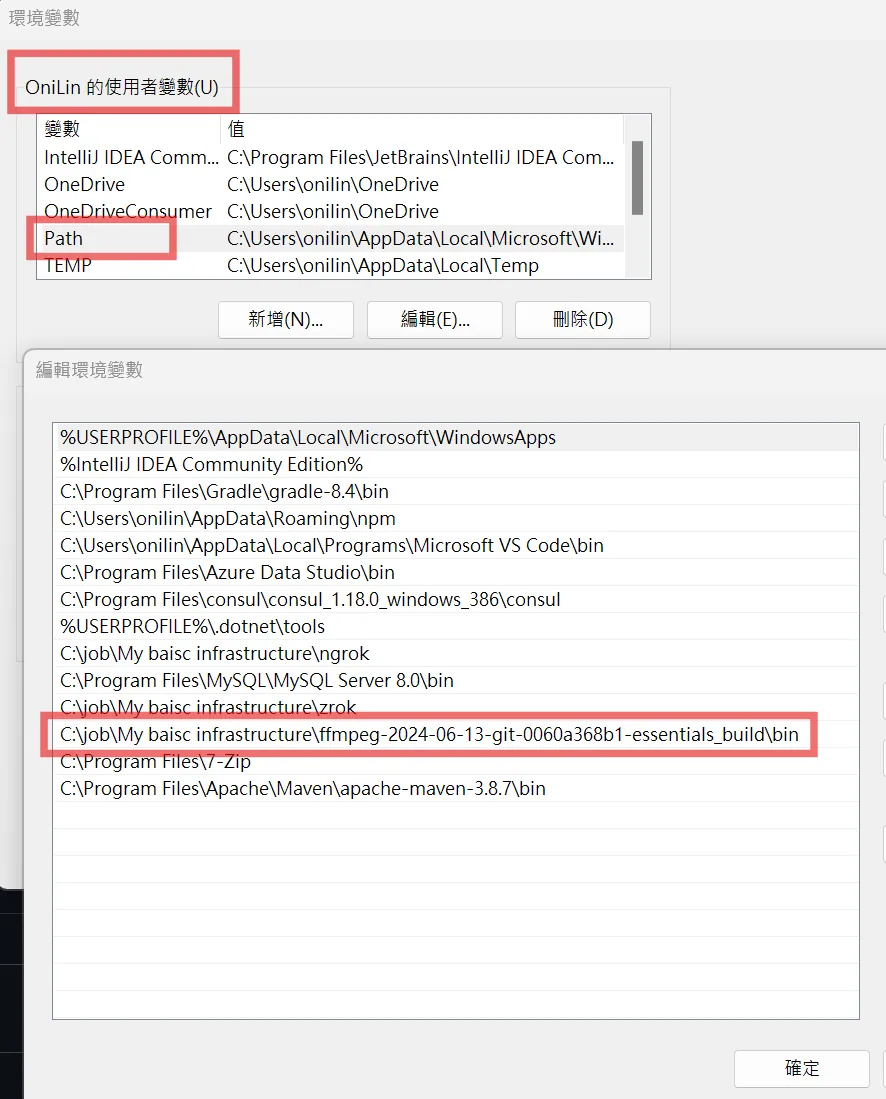 環境變數
OniLin 的使用者變數(U)
變數 值
IntelliJ IDEA Comm... C:\Program Files\JetBrains\IntelliJ IDEA Com...
OneDrive C:\Users\onilin\OneDrive
OneDriveConsumer C:\Users\onilin\OneDrive
Path C:\Users\onilin\AppData\Local\Microsoft\Wi...
TEMP C:\Users\onilin\AppData\Local\Temp
新增(N)... 編輯(E)... 刪除(D)
編輯環境變數
%USERPROFILE%\AppData\Local\Microsoft\WindowsApps
%IntelliJ IDEA Community Edition%
C:\Program Files\Gradle\gradle-8.4\bin
C:\Users\onilin\AppData\Roaming\npm
C:\Users\onilin\AppData\Local\Programs\Microsoft VS Code\bin
C:\Program Files\Azure Data Studio\bin
C:\Program Files\consul\consul_1.18.0_windows_386\consul
%USERPROFILE%\.dotnet\tools
C:\job\My baisc infrastructure\ngrok
C:\Program Files\MySQL\MySQL Server 8.0\bin
C:\job\My baisc infrastructure\zrok
C:\job\My baisc infrastructure\ffmpeg-2024-06-13-git-0060a368b1-essentials_build\bin
C:\Program Files\7-Zip
C:\Program Files\Apache\Maven\apache-maven-3.8.7\bin
確定